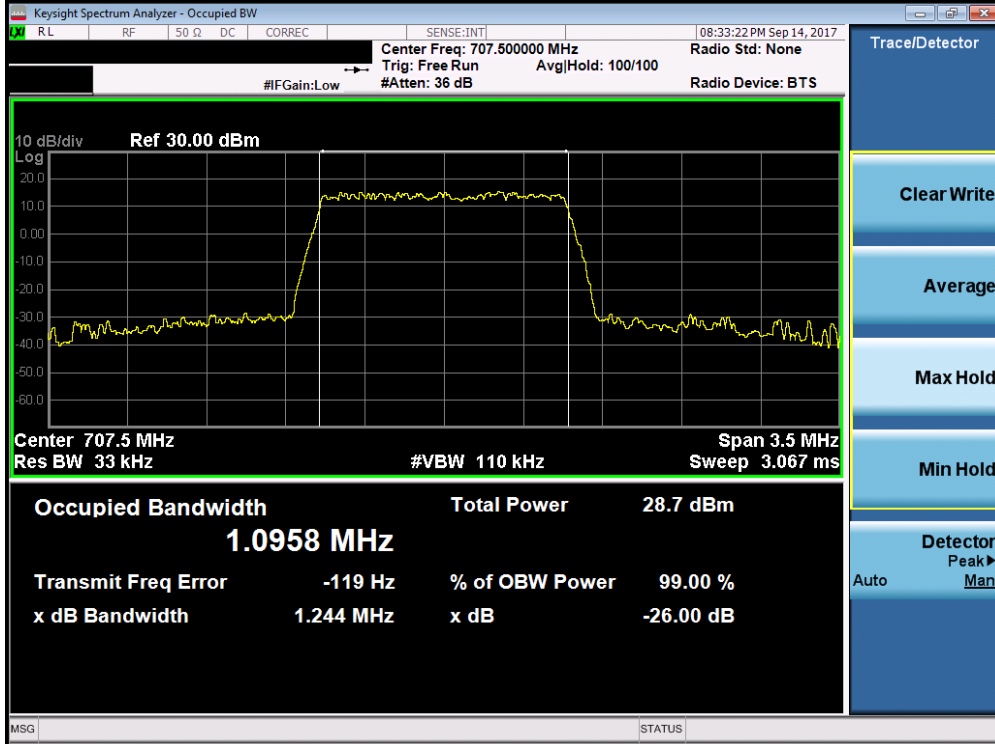 Keysight Spectrum Analyzer - Occupied BW
LXI RL RF 50 Ω DC CORREC SENSE:INT 08:33:22 PM Sep 14, 2017
Center Freq: 707.500000 MHz Radio Std: None
Trig: Free Run Avg|Hold: 100/100
#IFGain:Low #Atten: 36 dB Radio Device: BTS
10 dB/div Ref 30.00 dBm
Log
20.0
10.0
0.00
-10.0
-20.0
-30.0
-40.0
-50.0
-60.0
Center 707.5 MHz Span 3.5 MHz
Res BW 33 kHz #VBW 110 kHz Sweep 3.067 ms
Occupied Bandwidth Total Power 28.7 dBm
1.0958 MHz
Transmit Freq Error -119 Hz % of OBW Power 99.00 %
x dB Bandwidth 1.244 MHz x dB -26.00 dB
MSG STATUS
Trace/Detector
Clear Write
Average
Max Hold
Min Hold
Detector
Peak▶
Auto Man